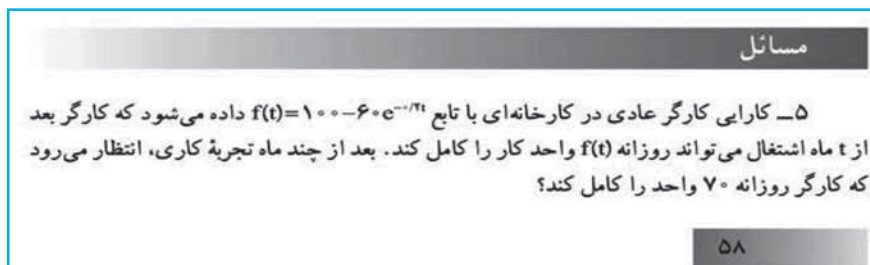 مسائل
۵ــ کارایی کارگر عادی در کارخانه‌ای با تابع f(t)=۱۰۰−۶۰e^{−۰/۲t} داده می‌شود که کارگر بعد
از t ماه اشتغال می‌تواند روزانه f(t) واحد کار را کامل کند. بعد از چند ماه تجربهٔ کاری، انتظار می‌رود
که کارگر روزانه ۷۰ واحد را کامل کند؟
۵۸